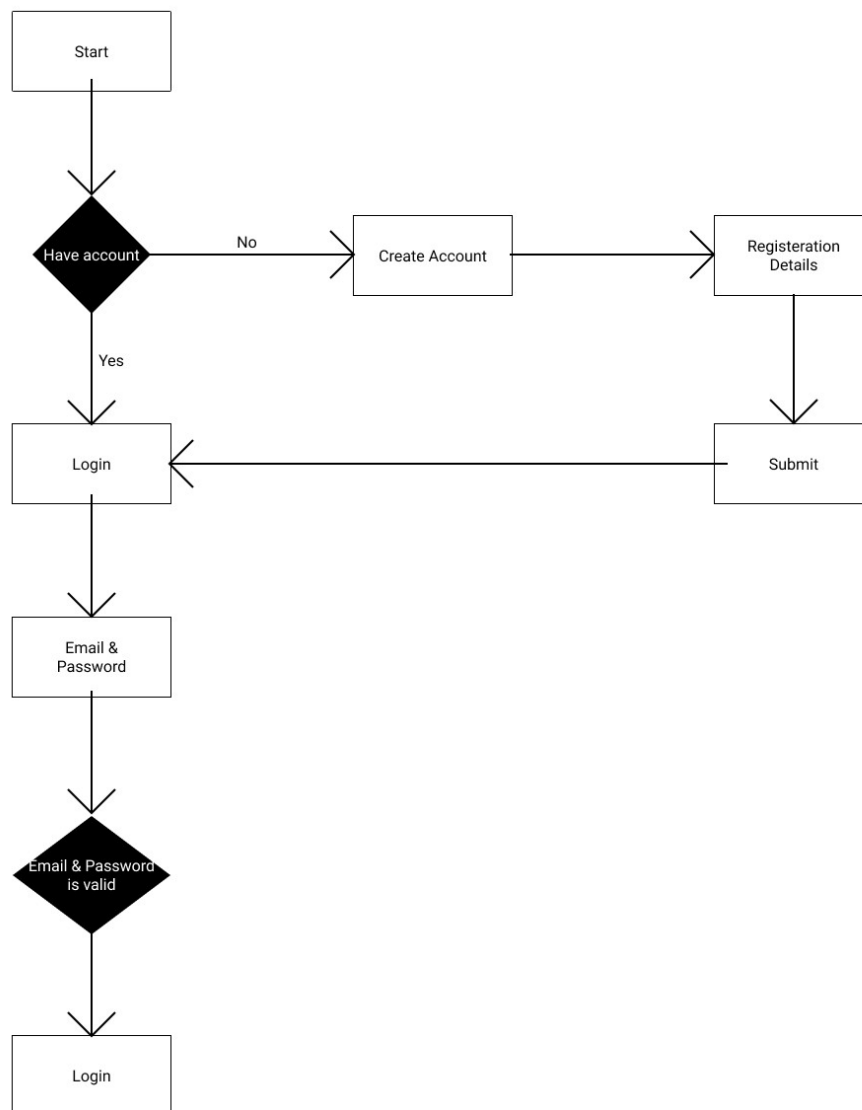 Start
Have account
No
Create Account
Registeration
Details
Yes
Login
Submit
Email &
Password
Email & Password
is valid
Login